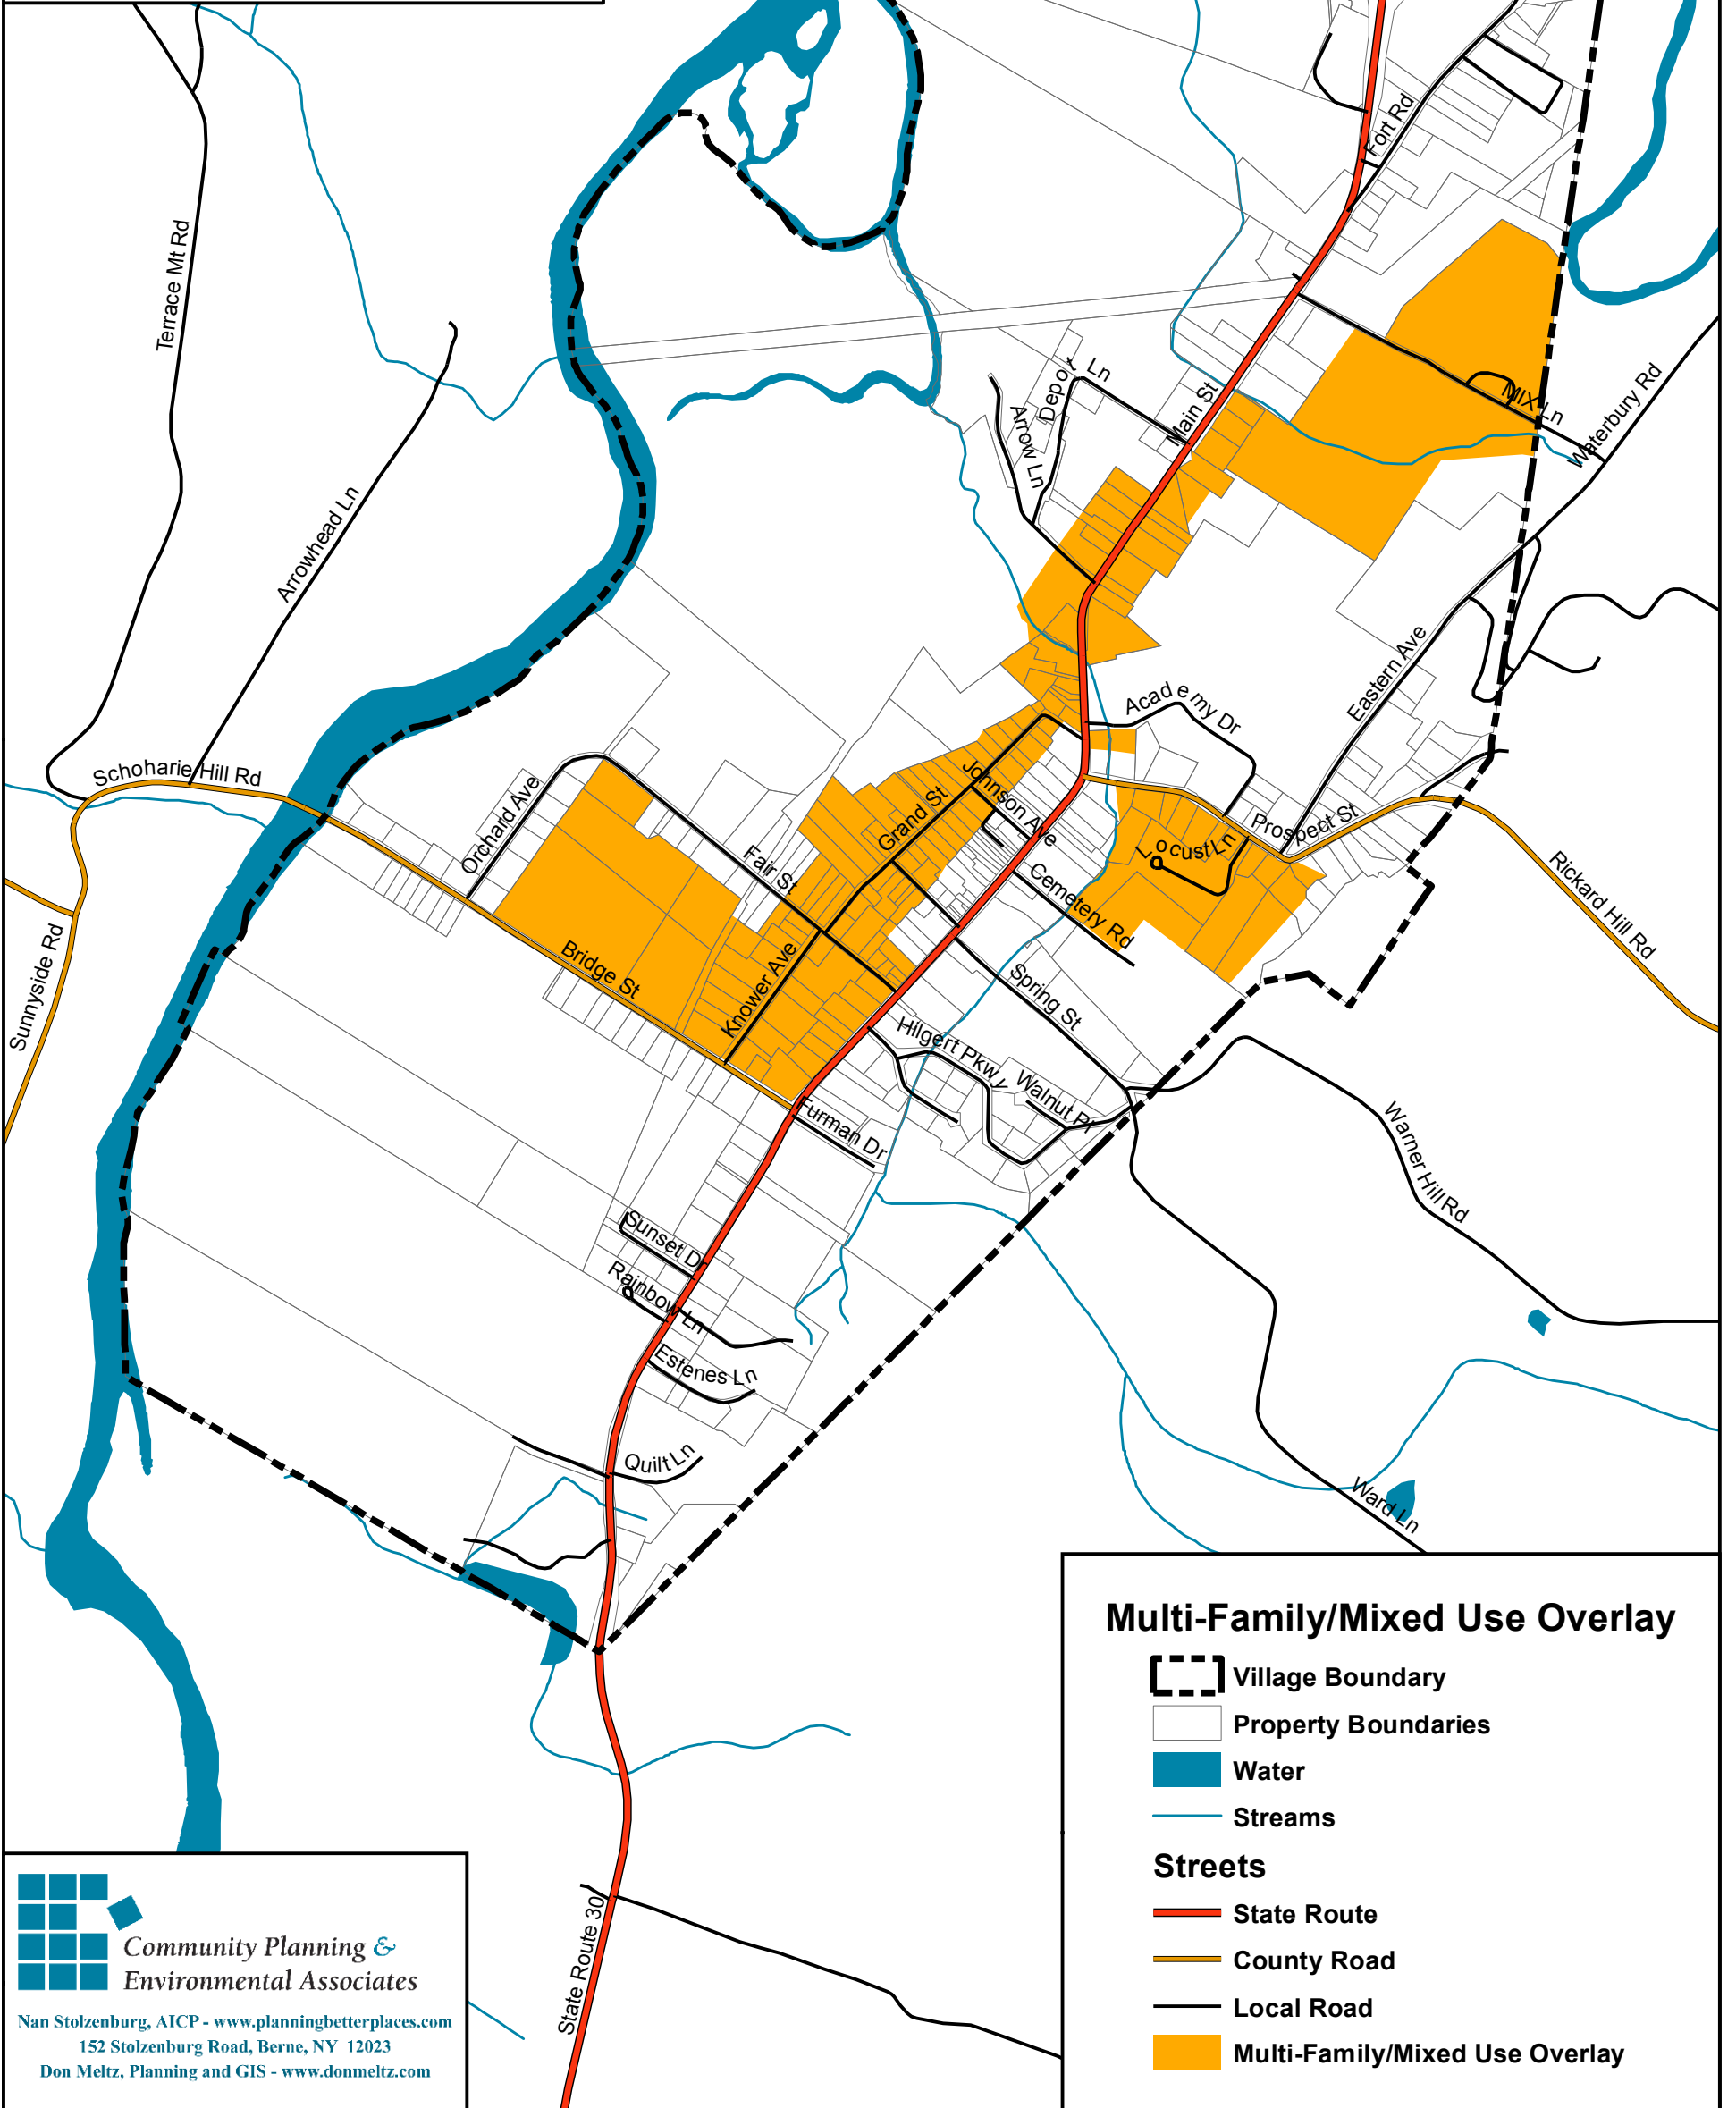 Fort Rd
Terrace Mt Rd
Depot Ln
Main St
MIX Ln
Waterbury Rd
Arrow Ln
Arrowhead Ln
Eastern Ave
Academy Dr
Schoharie Hill Rd
Orchard Ave
Johnson Ave
Grand St
Prospect St
Locust Ln
Fair St
Cemetery Rd
Rickard Hill Rd
Sunnyside Rd
Bridge St
Knower Ave
Spring St
Hilgert Pkwy
Walnut Pl
Furman Dr
Warner Hill Rd
Sunset Dr
Rainbow Ln
Estenes Ln
Quilt Ln
Ward Ln
State Route 30
Multi-Family/Mixed Use Overlay
Village Boundary
Property Boundaries
Water
Streams
Streets
State Route
County Road
Local Road
Multi-Family/Mixed Use Overlay
Community Planning &
Environmental Associates
Nan Stolzenburg, AICP - www.planningbetterplaces.com
152 Stolzenburg Road, Berne, NY 12023
Don Meltz, Planning and GIS - www.donmeltz.com